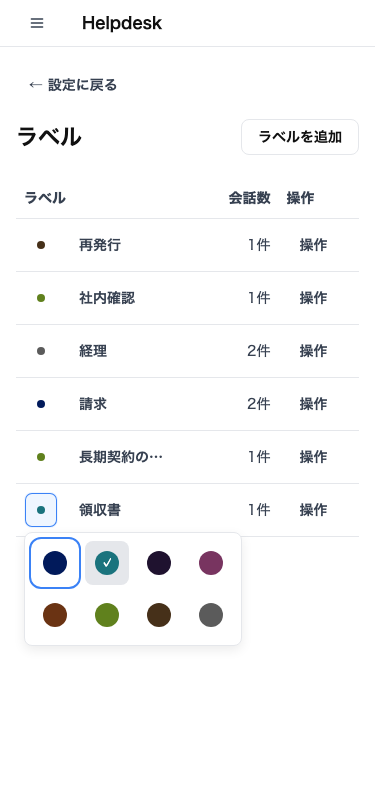 Helpdesk
← 設定に戻る
ラベル
ラベルを追加
ラベル 会話数 操作
再発行 1件 操作
社内確認 1件 操作
経理 2件 操作
請求 2件 操作
長期契約の… 1件 操作
領収書 1件 操作